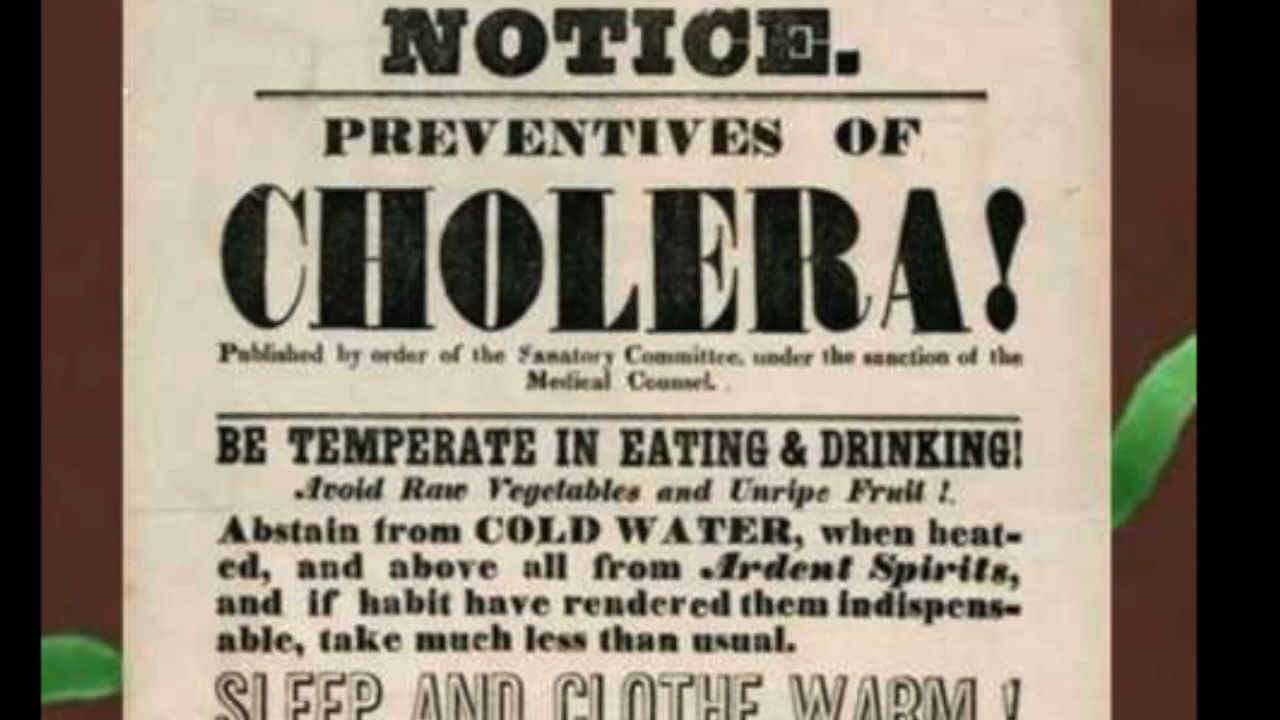 NOTICE.
PREVENTIVES OF
CHOLERA!
Published by order of the Sanatory Committee, under the sanction of the
Medical Counsel.
BE TEMPERATE IN EATING & DRINKING!
Avoid Raw Vegetables and Unripe Fruit !.
Abstain from COLD WATER, when heat-
ed, and above all from Ardent Spirits,
and if habit have rendered them indispens-
able, take much less than usual.
SLEEP AND CLOTHE WARM !